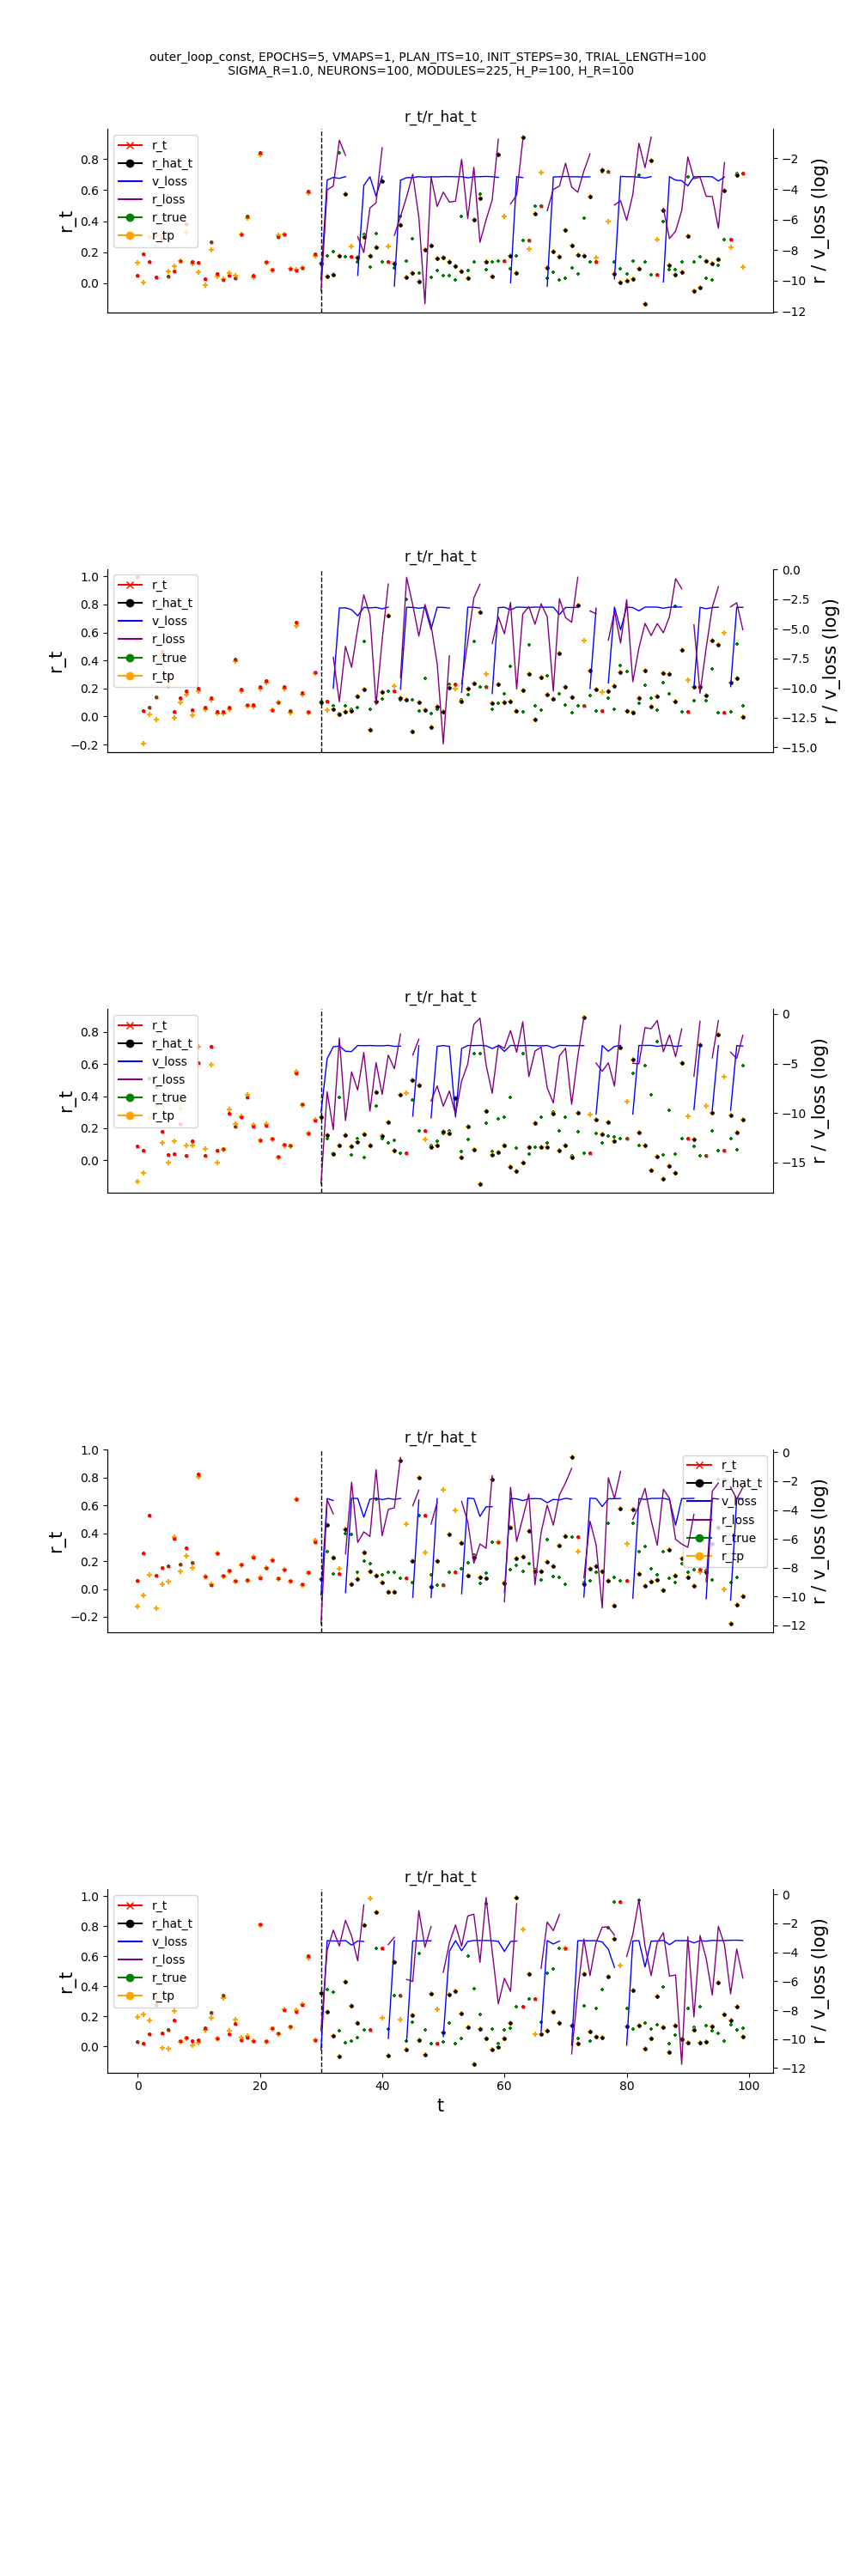 outer_loop_const, EPOCHS=5, VMAPS=1, PLAN_ITS=10, INIT_STEPS=30, TRIAL_LENGTH=100
SIGMA_R=1.0, NEURONS=100, MODULES=225, H_P=100, H_R=100
r_t/r_hat_t
r_t
r_hat_t
v_loss
r_loss
r_true
r_tp
0.8
0.6
0.4
0.2
0.0
r_t
−2
−4
−6
−8
−10
−12
r / v_loss (log)
r_t/r_hat_t
r_t
r_hat_t
v_loss
r_loss
r_true
r_tp
1.0
0.8
0.6
0.4
0.2
0.0
−0.2
r_t
0.0
−2.5
−5.0
−7.5
−10.0
−12.5
−15.0
r / v_loss (log)
r_t/r_hat_t
r_t
r_hat_t
v_loss
r_loss
r_true
r_tp
0.8
0.6
0.4
0.2
0.0
r_t
0
−5
−10
−15
r / v_loss (log)
r_t/r_hat_t
r_t
r_hat_t
v_loss
r_loss
r_true
r_tp
1.0
0.8
0.6
0.4
0.2
0.0
−0.2
r_t
0
−2
−4
−6
−8
−10
−12
r / v_loss (log)
r_t/r_hat_t
r_t
r_hat_t
v_loss
r_loss
r_true
r_tp
1.0
0.8
0.6
0.4
0.2
0.0
r_t
0
−2
−4
−6
−8
−10
−12
r / v_loss (log)
0 20 40 60 80 100
t